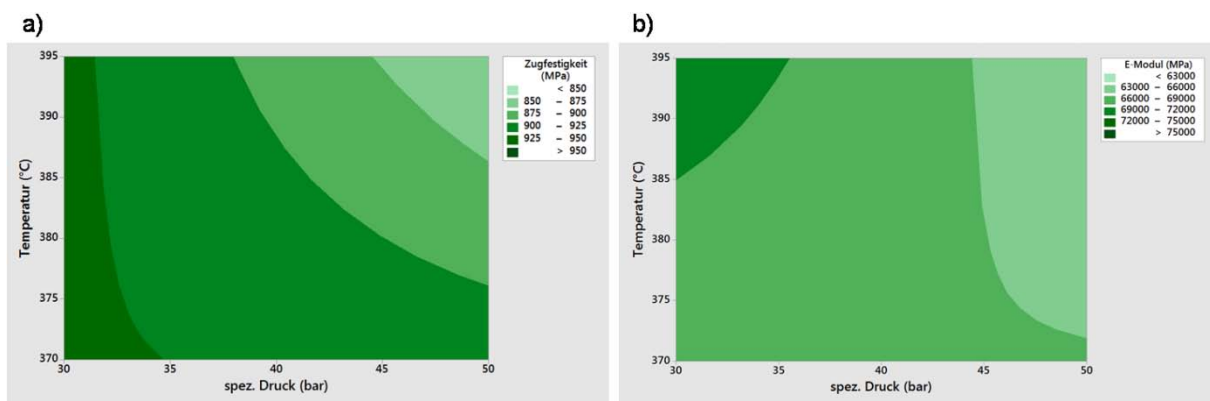 a)
Zugfestigkeit
(MPa)
< 850
850 – 875
875 – 900
900 – 925
925 – 950
> 950
395
390
385
380
375
370
Temperatur (°C)
30 35 40 45 50
spez. Druck (bar)
b)
E-Modul (MPa)
< 63000
63000 – 66000
66000 – 69000
69000 – 72000
72000 – 75000
> 75000
395
390
385
380
375
370
Temperatur (°C)
30 35 40 45 50
spez. Druck (bar)